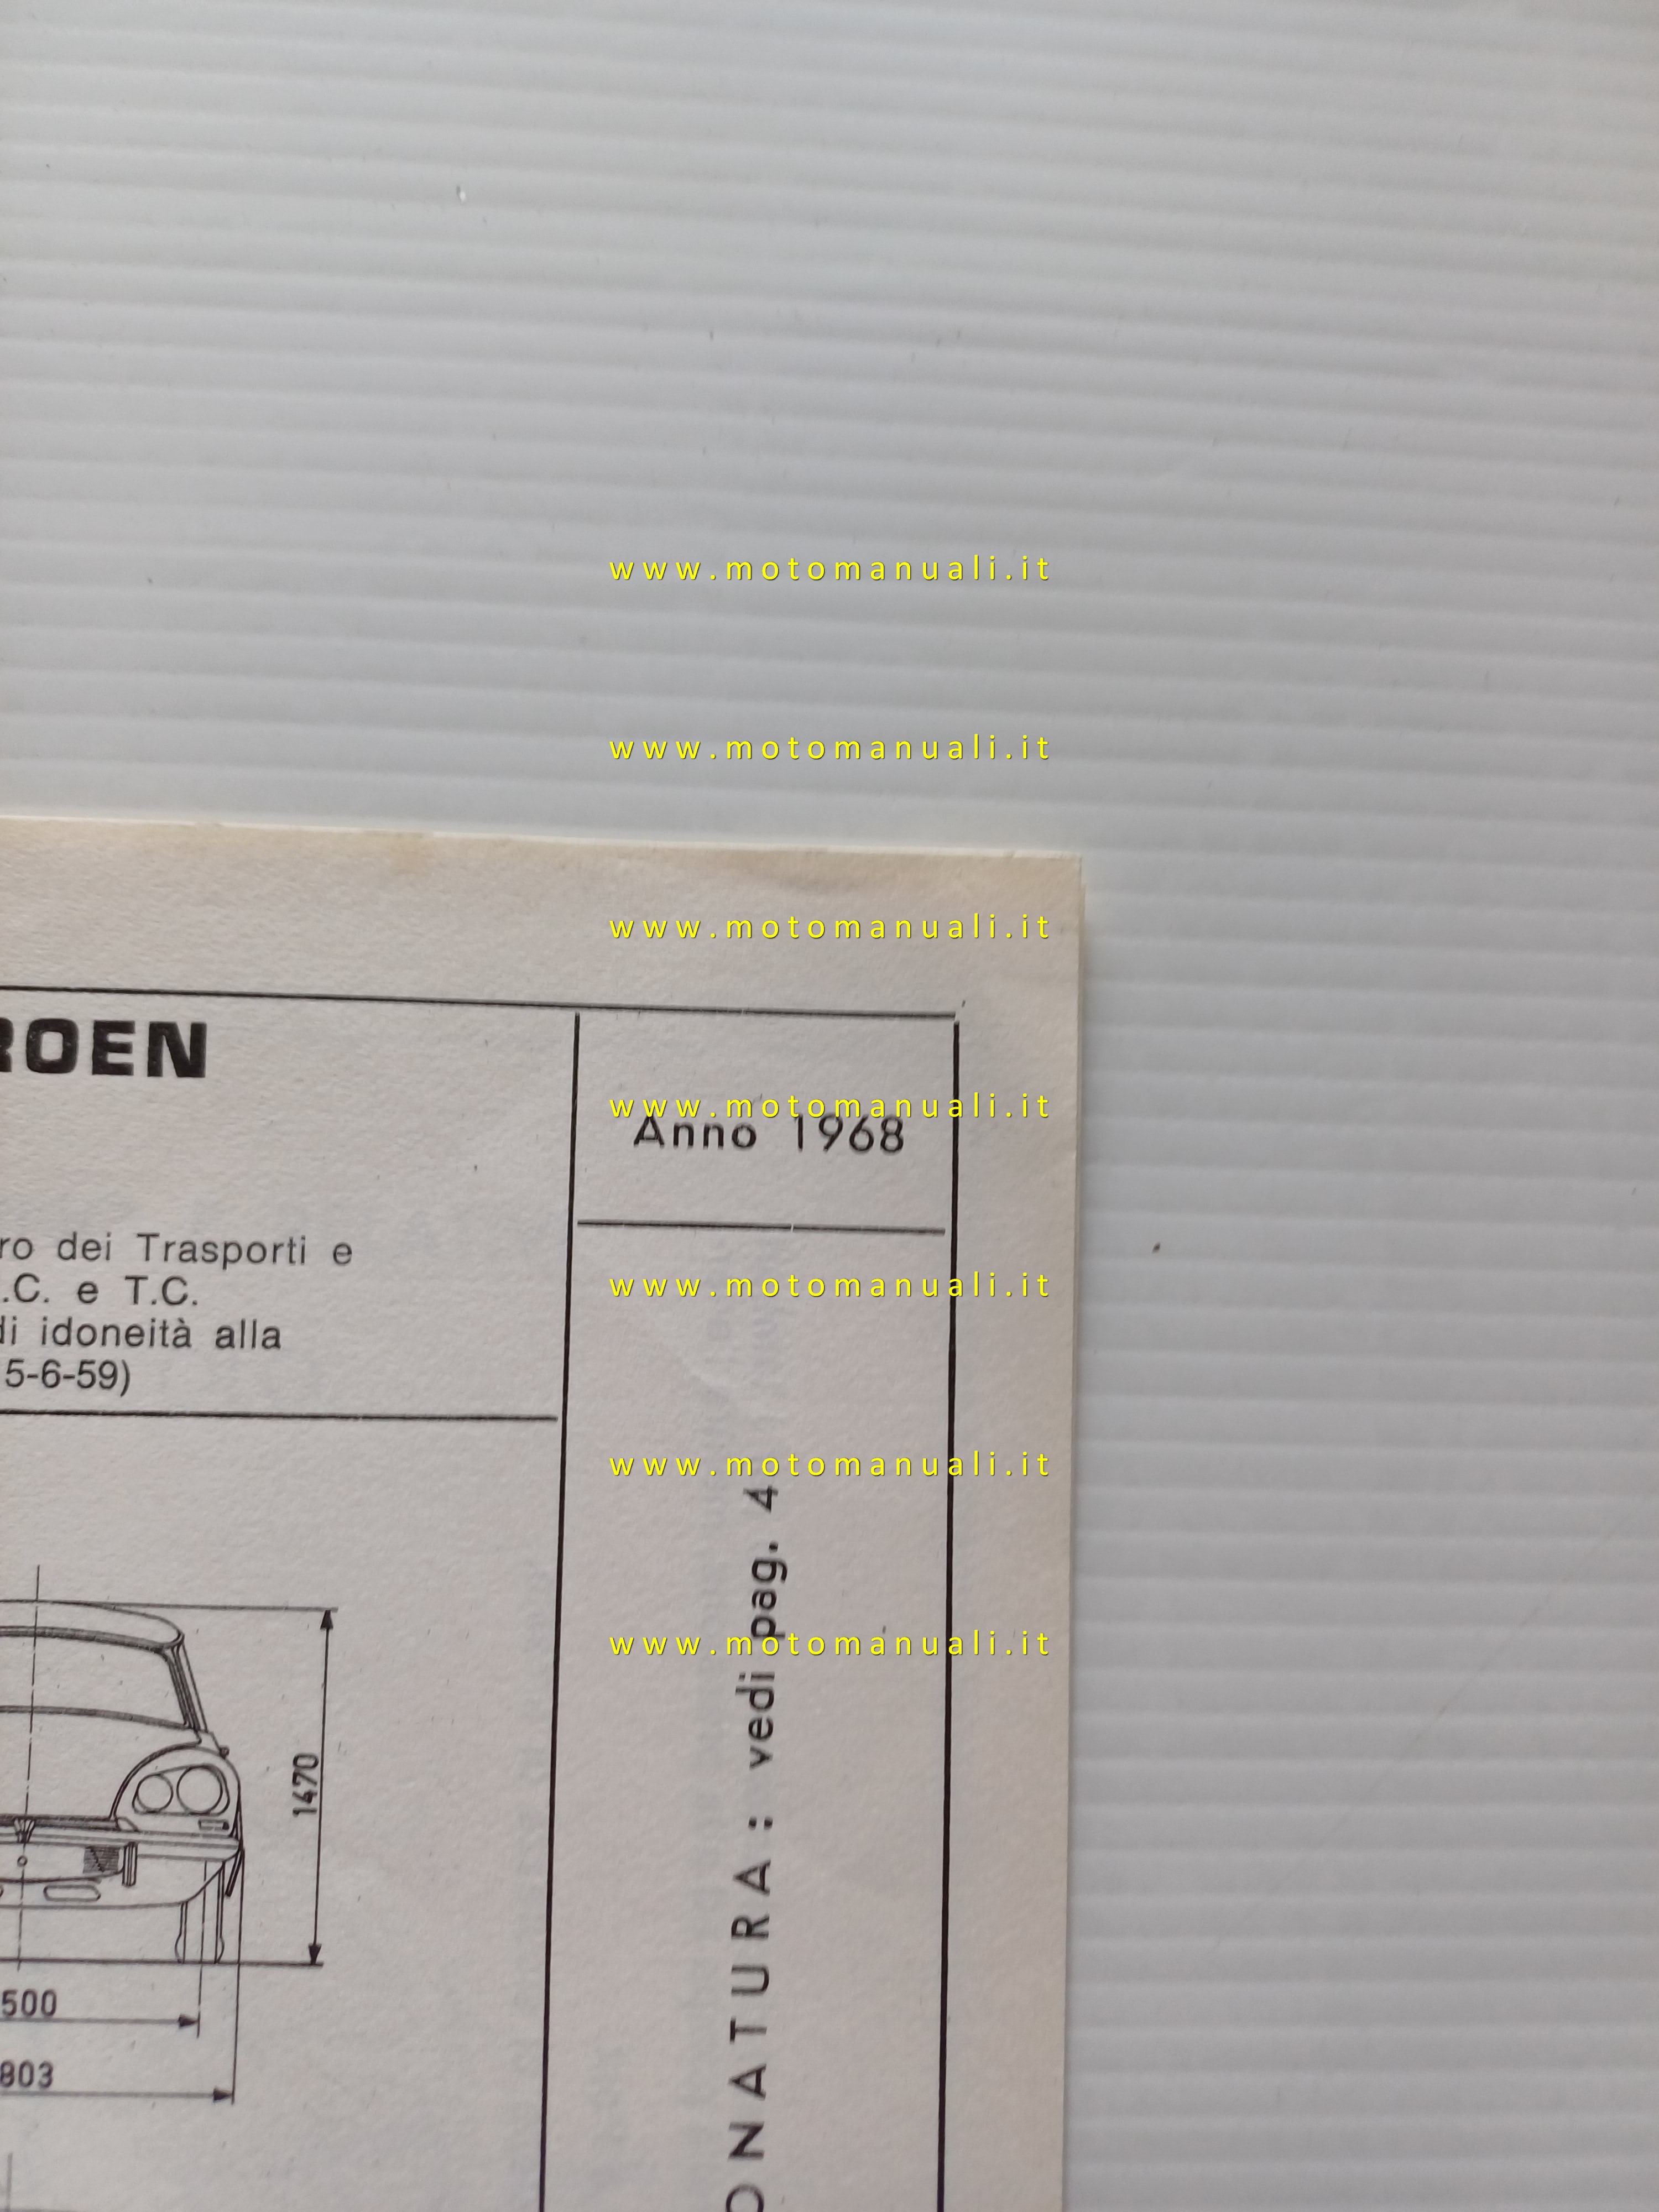 www.motomanuali.it
www.motomanuali.it
www.motomanuali.it
ROEN
www.motomanuali.it
Anno 1968
ro dei Trasporti e
.C. e T.C.
di idoneità alla
5-6-59)
www.motomanuali.it
www.motomanuali.it
www.motomanuali.it
ONATURA : vedi pag. 4
1470
500
803